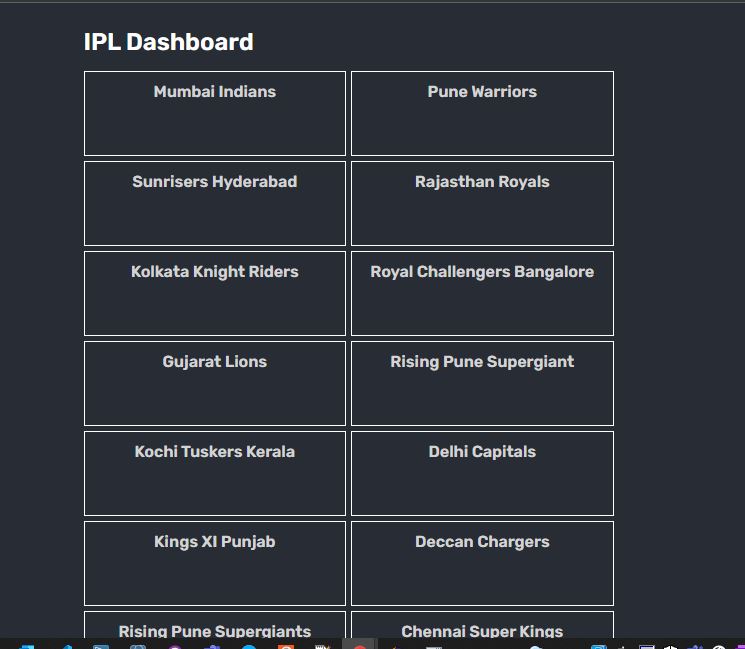 IPL Dashboard
Mumbai Indians
Pune Warriors
Sunrisers Hyderabad
Rajasthan Royals
Kolkata Knight Riders
Royal Challengers Bangalore
Gujarat Lions
Rising Pune Supergiant
Kochi Tuskers Kerala
Delhi Capitals
Kings XI Punjab
Deccan Chargers
Rising Pune Supergiants
Chennai Super Kings